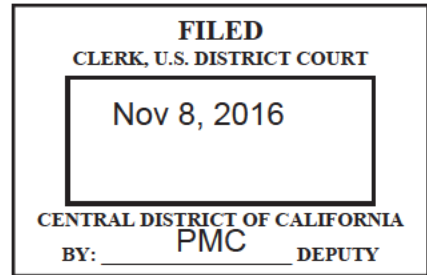 FILED
CLERK, U.S. DISTRICT COURT
Nov 8, 2016
CENTRAL DISTRICT OF CALIFORNIA
BY: PMC DEPUTY